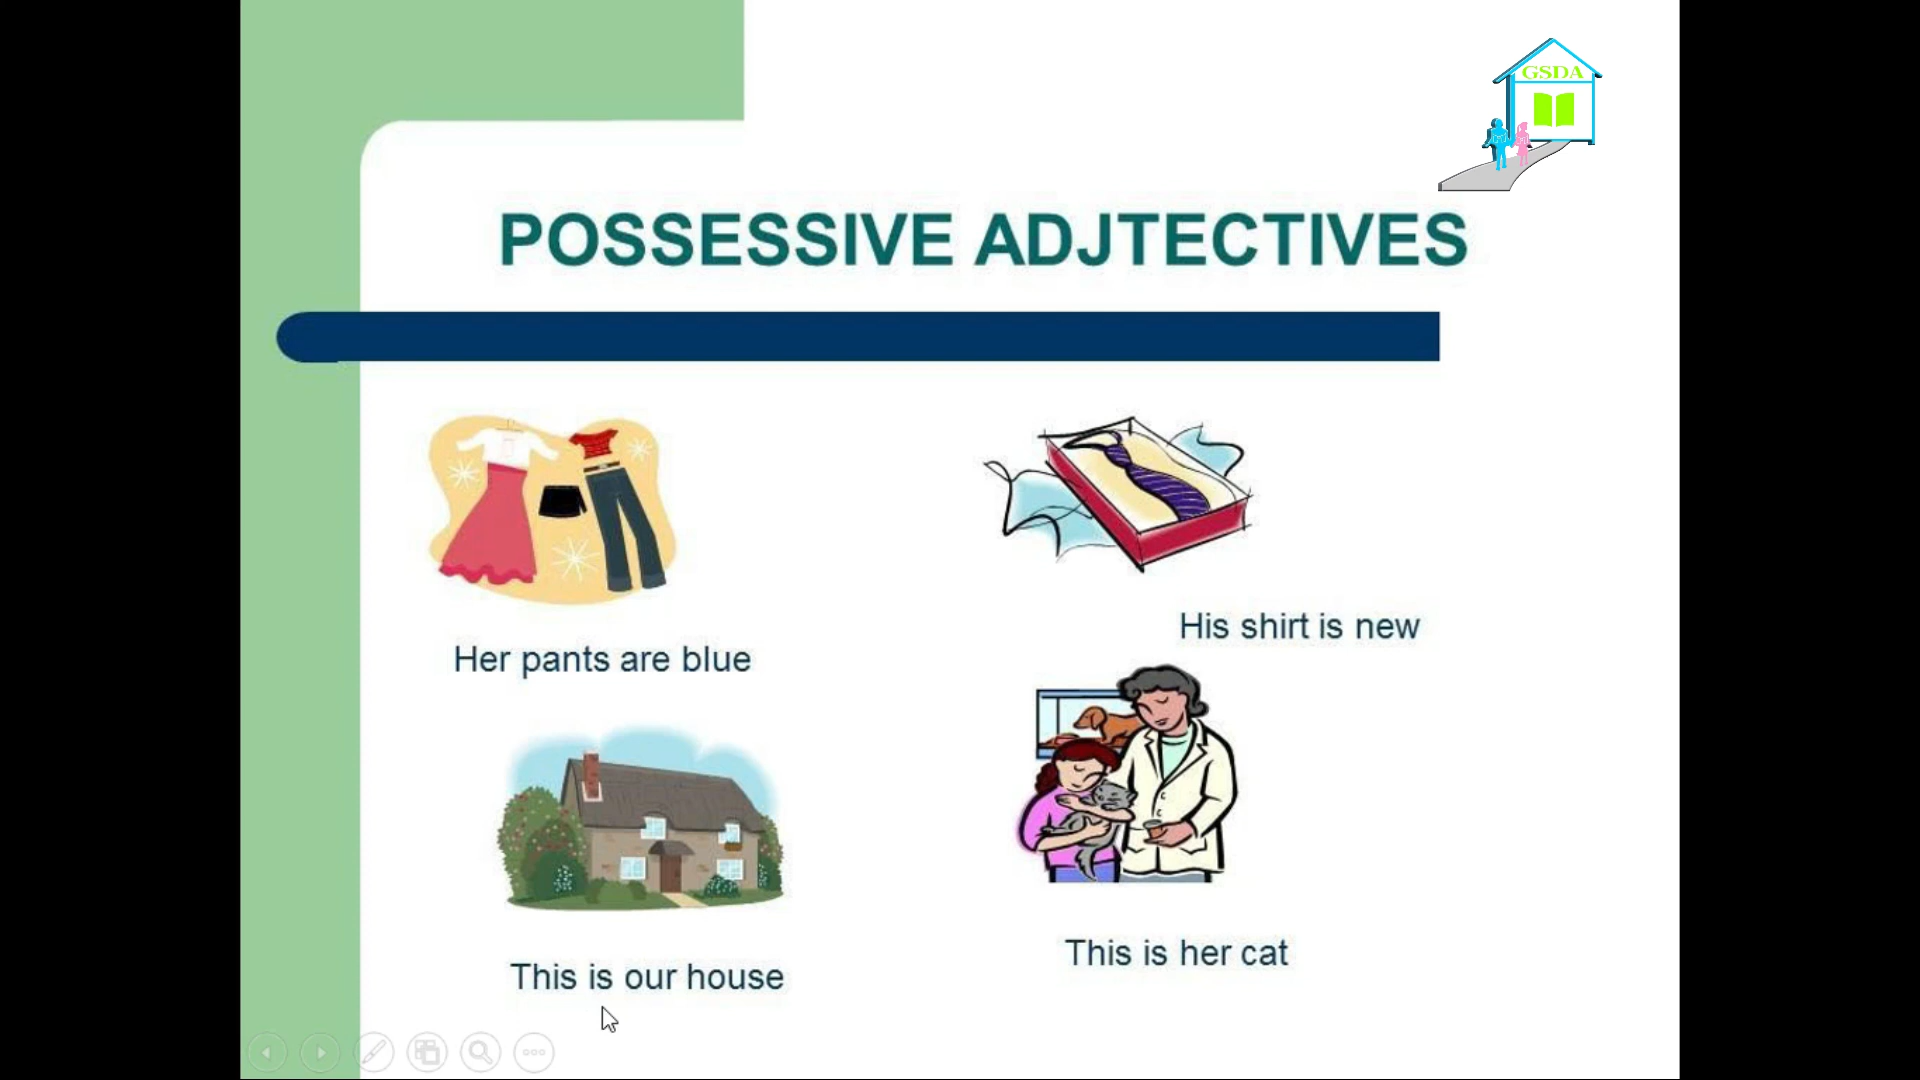 GSDA
POSSESSIVE ADJTECTIVES
His shirt is new
Her pants are blue
This is her cat
This is our house